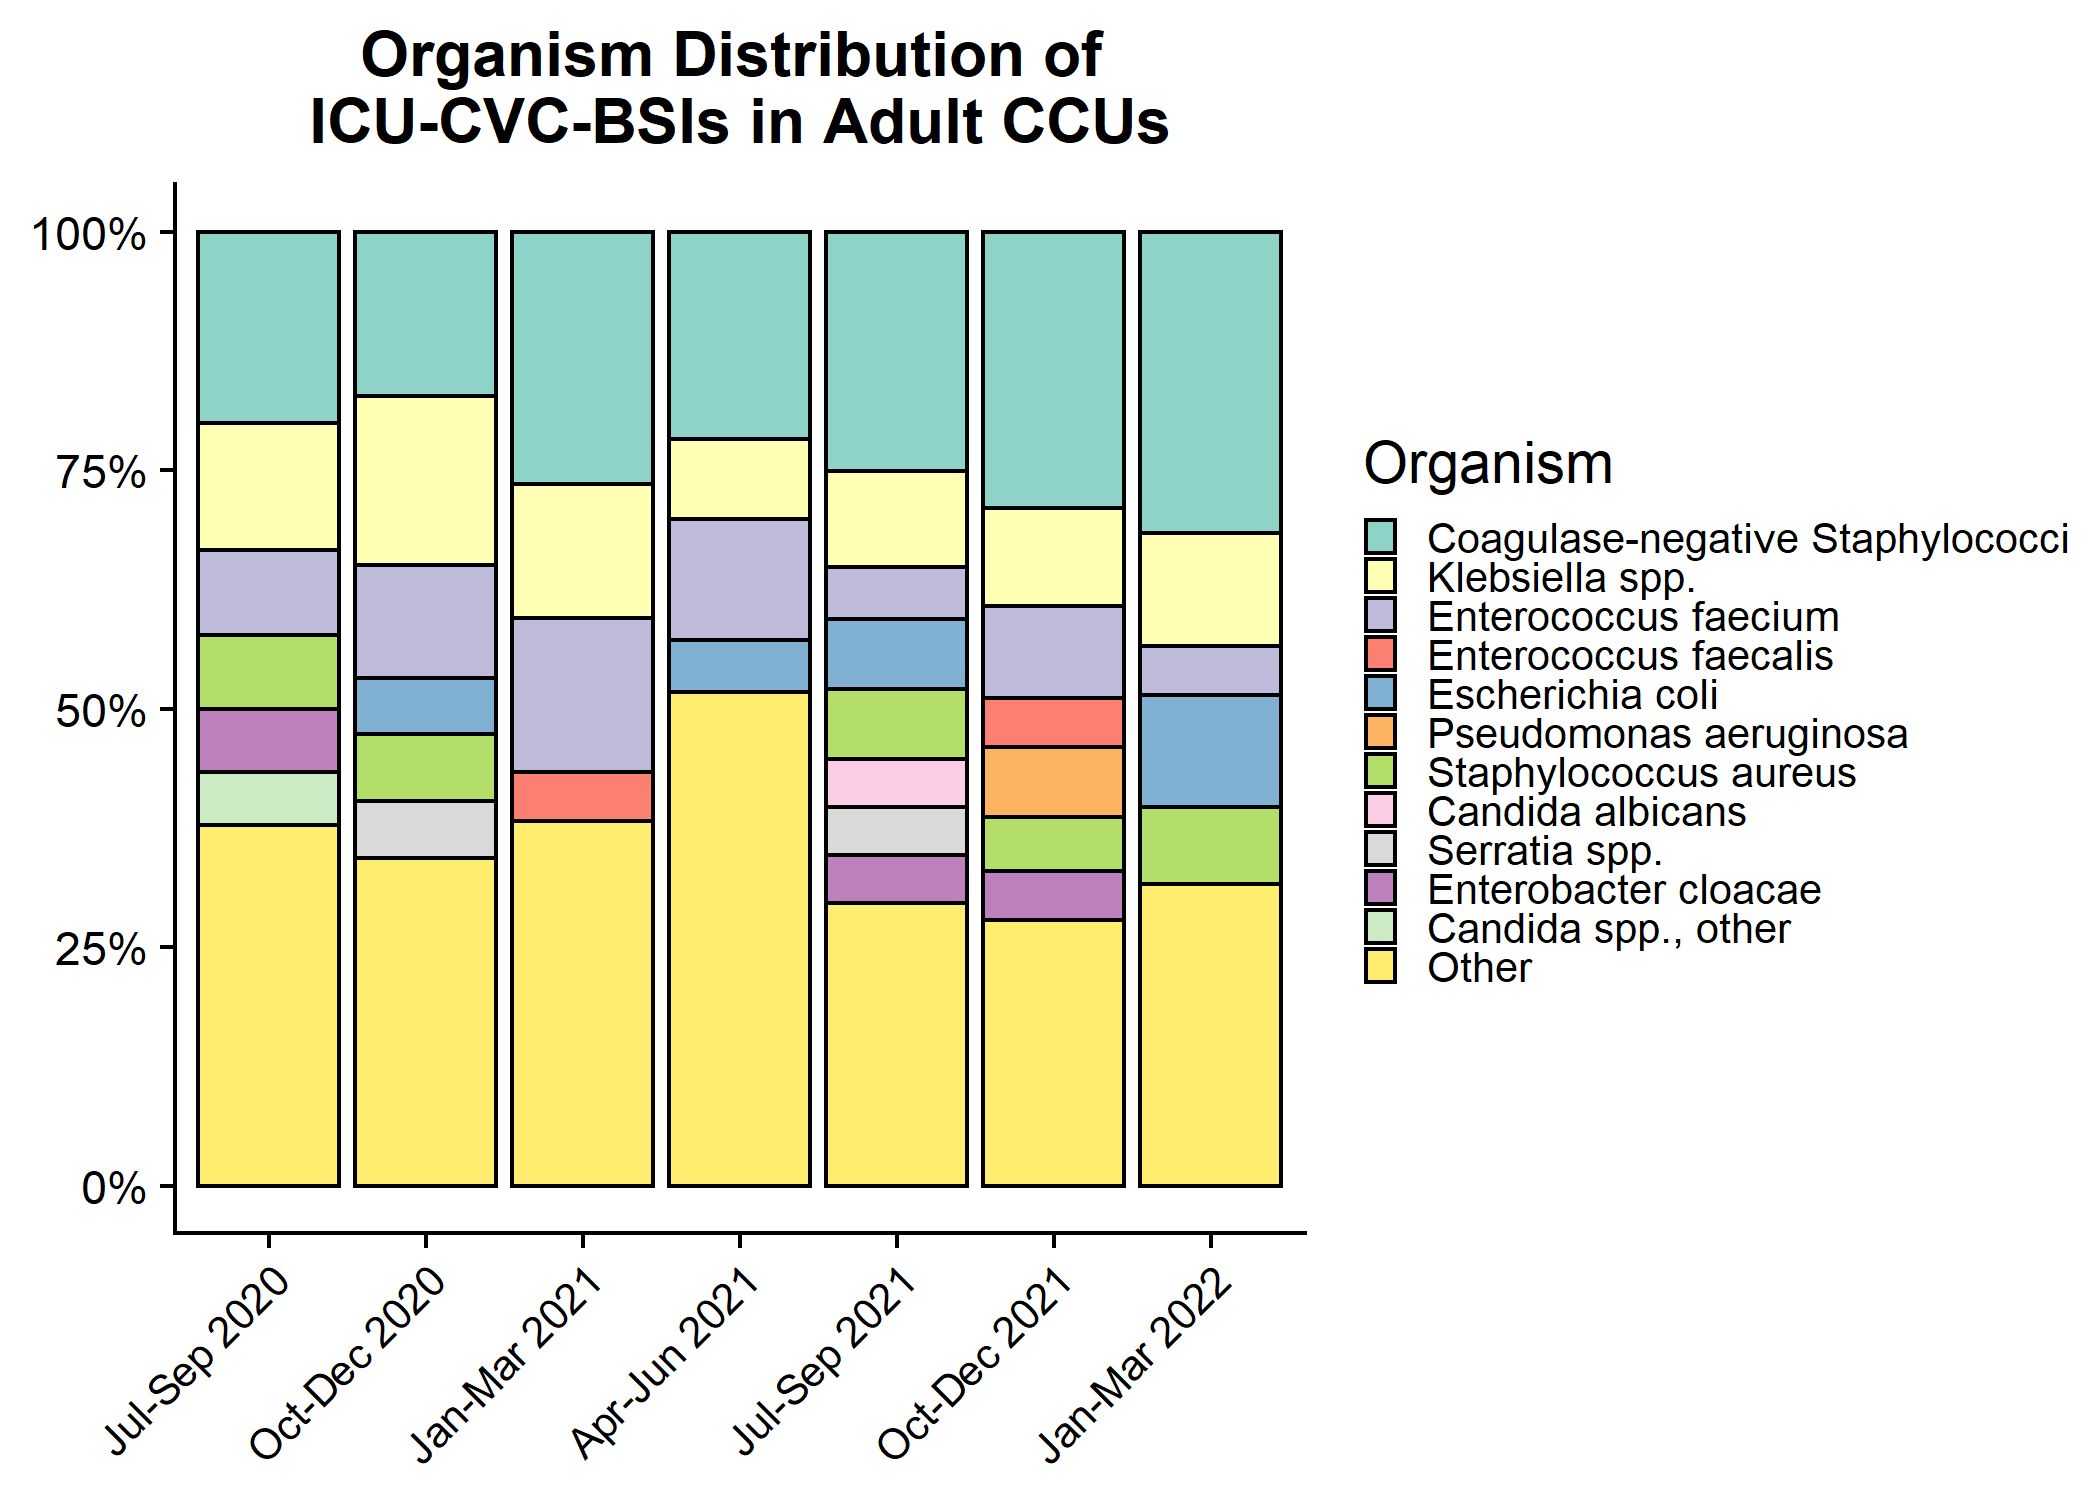 Organism Distribution of
ICU-CVC-BSIs in Adult CCUs
100%
75%
50%
25%
0%
Jul-Sep 2020
Oct-Dec 2020
Jan-Mar 2021
Apr-Jun 2021
Jul-Sep 2021
Oct-Dec 2021
Jan-Mar 2022
Organism
Coagulase-negative Staphylococci
Klebsiella spp.
Enterococcus faecium
Enterococcus faecalis
Escherichia coli
Pseudomonas aeruginosa
Staphylococcus aureus
Candida albicans
Serratia spp.
Enterobacter cloacae
Candida spp., other
Other